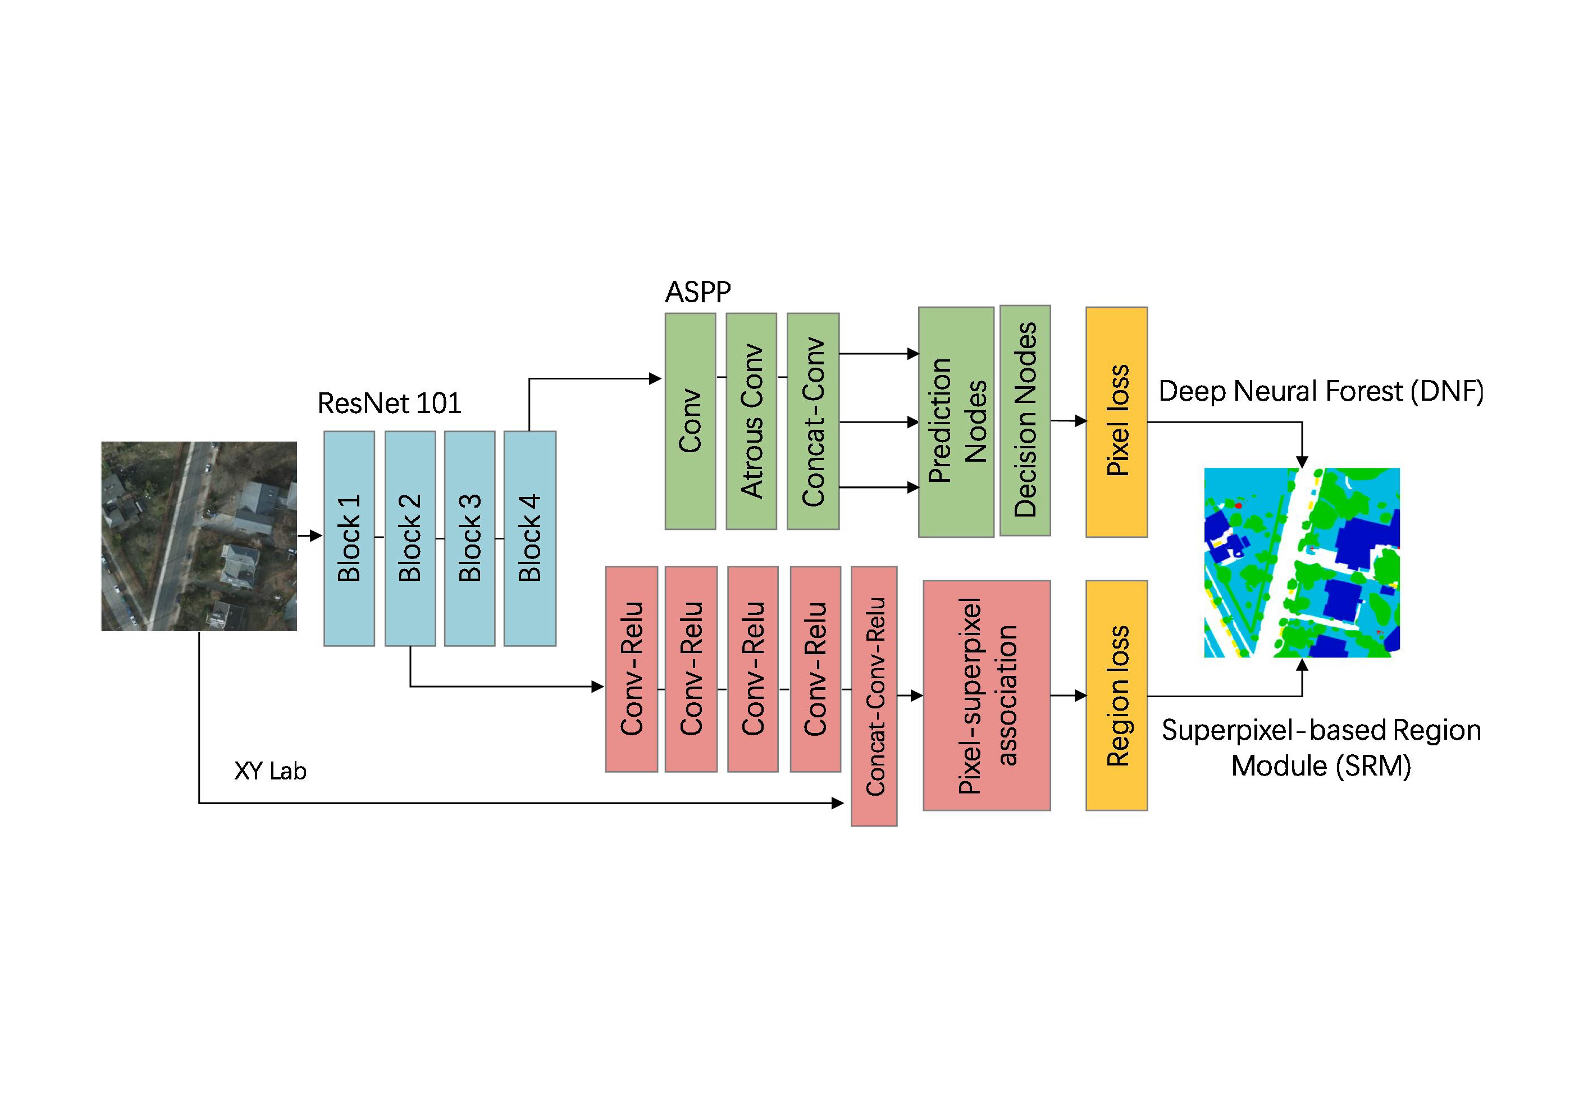 ASPP
ResNet 101
Block 1
Block 2
Block 3
Block 4
Conv
Atrous Conv
Concat-Conv
Prediction
Nodes
Decision Nodes
Pixel loss
Deep Neural Forest (DNF)
Conv-Relu
Conv-Relu
Conv-Relu
Conv-Relu
Concat-Conv-Relu
Pixel-superpixel
association
Region loss
Superpixel-based Region
Module (SRM)
XY Lab